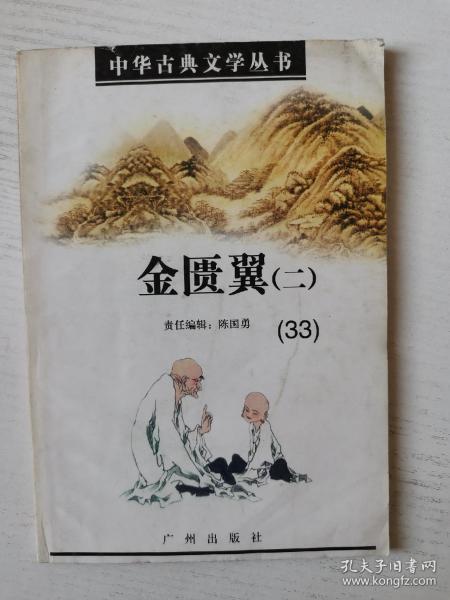 中华古典文学丛书
金匮翼(二)
责任编辑：陈国勇
(33)
广州出版社
孔夫子旧书网
www.kongfz.com